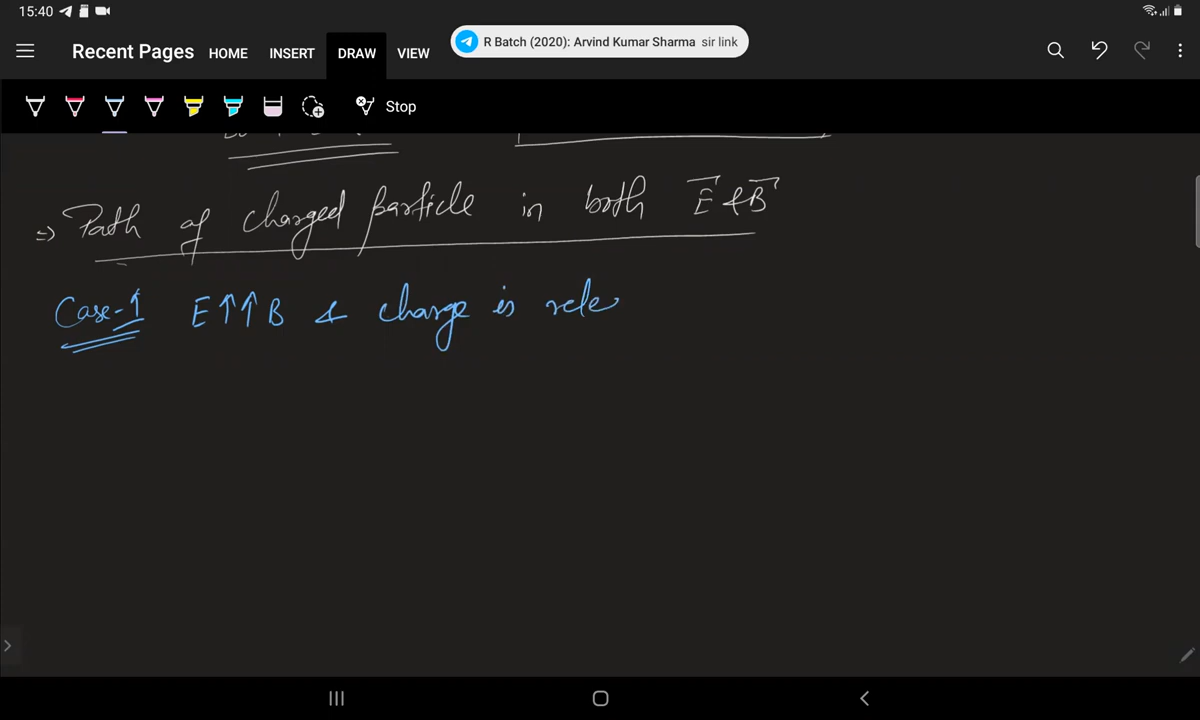 15:40
Recent Pages HOME INSERT DRAW VIEW
R Batch (2020): Arvind Kumar Sharma sir link
Stop
=> Path of charged particle in both E⃗ & B⃗
Case-1 E↑↑B & charge is rele